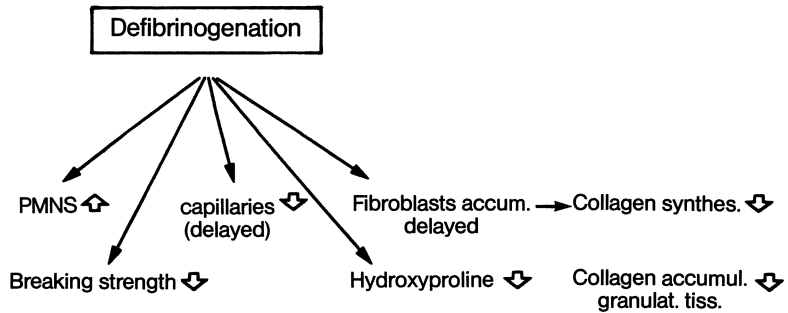 Defibrinogenation
PMNS
capillaries
(delayed)
Fibroblasts accum.
delayed
Collagen synthes.
Breaking strength
Hydroxyproline
Collagen accumul.
granulat. tiss.